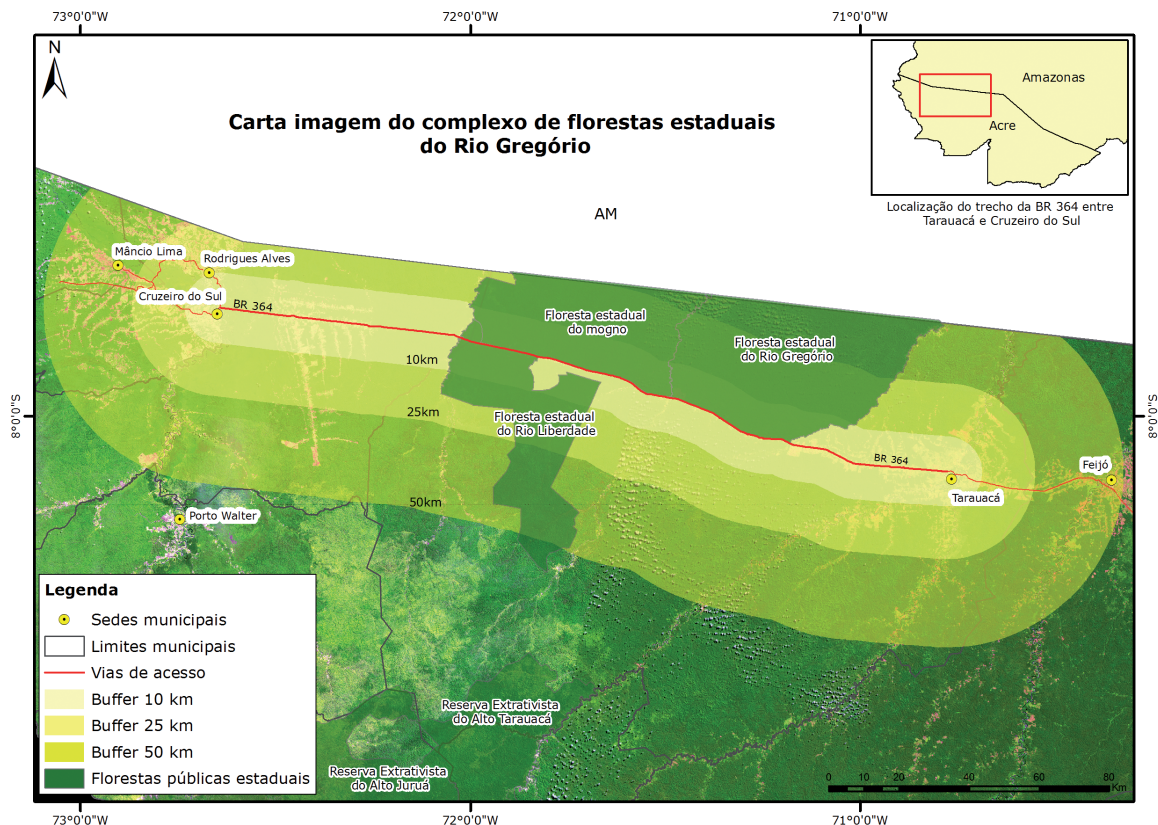 73°0'0"W
72°0'0"W
71°0'0"W
N
Carta imagem do complexo de florestas estaduais
do Rio Gregório
Amazonas
Acre
Localização do trecho da BR 364 entre
Tarauacá e Cruzeiro do Sul
AM
Mâncio Lima
Rodrigues Alves
Cruzeiro do Sul
BR 364
Floresta estadual
do mogno
Floresta estadual
do Rio Gregório
10km
25km
Floresta estadual
do Rio Liberdade
8°0'0"S
8°0'0"S
BR 364
Feijó
Tarauacá
50km
Porto Walter
Legenda
Sedes municipais
Limites municipais
Vias de acesso
Buffer 10 km
Buffer 25 km
Buffer 50 km
Florestas públicas estaduais
Reserva Extrativista
do Alto Tarauacá
Reserva Extrativista
do Alto Juruá
0 10 20 40 60 80
Km
73°0'0"W
72°0'0"W
71°0'0"W